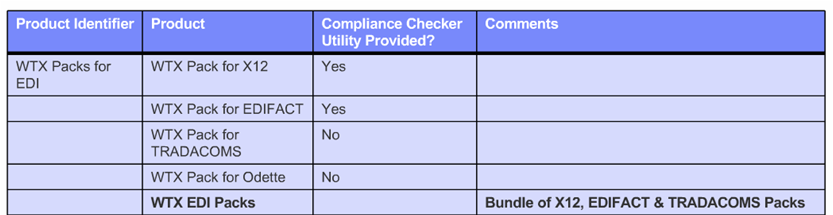 Product Identifier Product Compliance Checker Comments
Utility Provided?
WTX Packs for WTX Pack for X12 Yes
EDI
WTX Pack for EDIFACT Yes
WTX Pack for No
TRADACOMS
WTX Pack for Odette No
WTX EDI Packs Bundle of X12, EDIFACT & TRADACOMS Packs